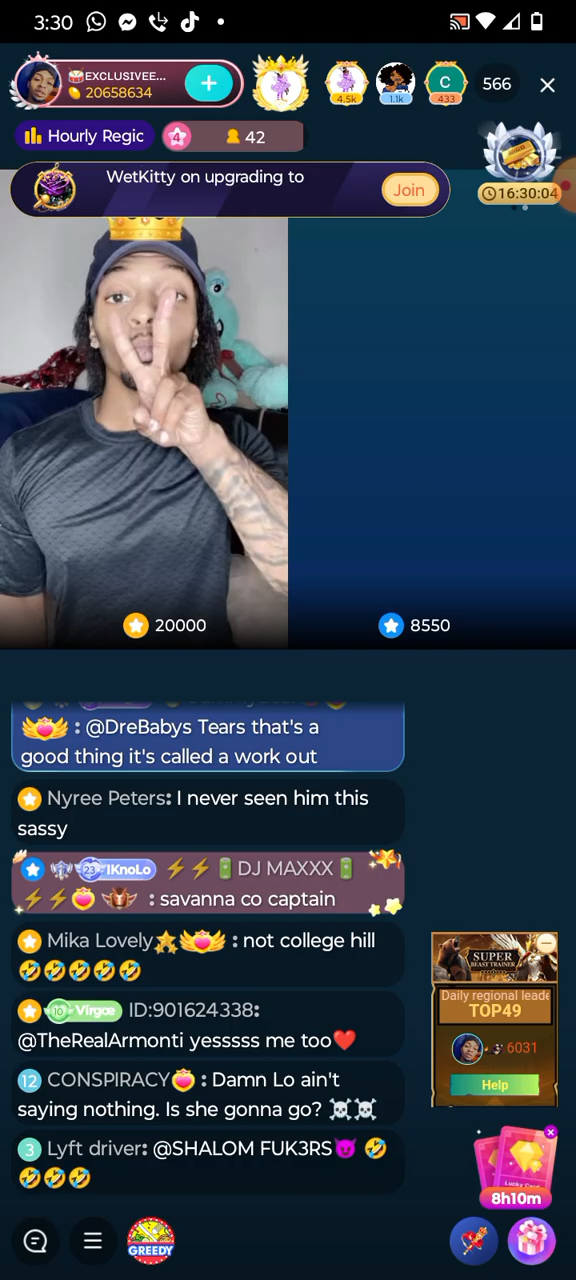 3:30
EXCLUSIVEE...
20658634
4.5k
1.1k
C
433
566
Hourly Regic
4
42
16:30:04
WetKitty on upgrading to
Join
20000
8550
: @DreBabys Tears that's a
good thing it's called a work out
Nyree Peters: I never seen him this
sassy
23 IKnoLo DJ MAXXX
: savanna co captain
Mika Lovely : not college hill
10 Virgoe ID:901624338:
@TheRealArmonti yesssss me too❤️
12 CONSPIRACY : Damn Lo ain't
saying nothing. Is she gonna go? ☠️☠️
3 Lyft driver: @SHALOM FUK3RS😈 🤣
🤣🤣🤣
SUPER
BEAST TRAINER
Daily regional leade
TOP49
6031
Help
Lucky Card
8h10m
GREEDY